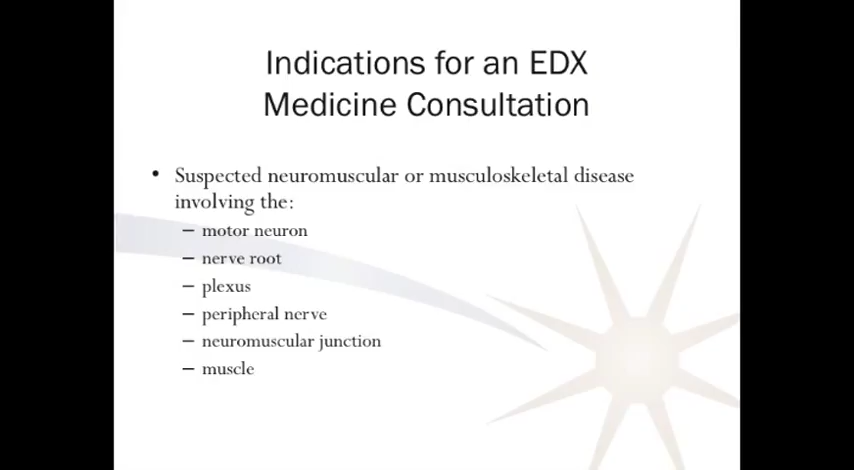 Indications for an EDX
Medicine Consultation
• Suspected neuromuscular or musculoskeletal disease
involving the:
– motor neuron
– nerve root
– plexus
– peripheral nerve
– neuromuscular junction
– muscle